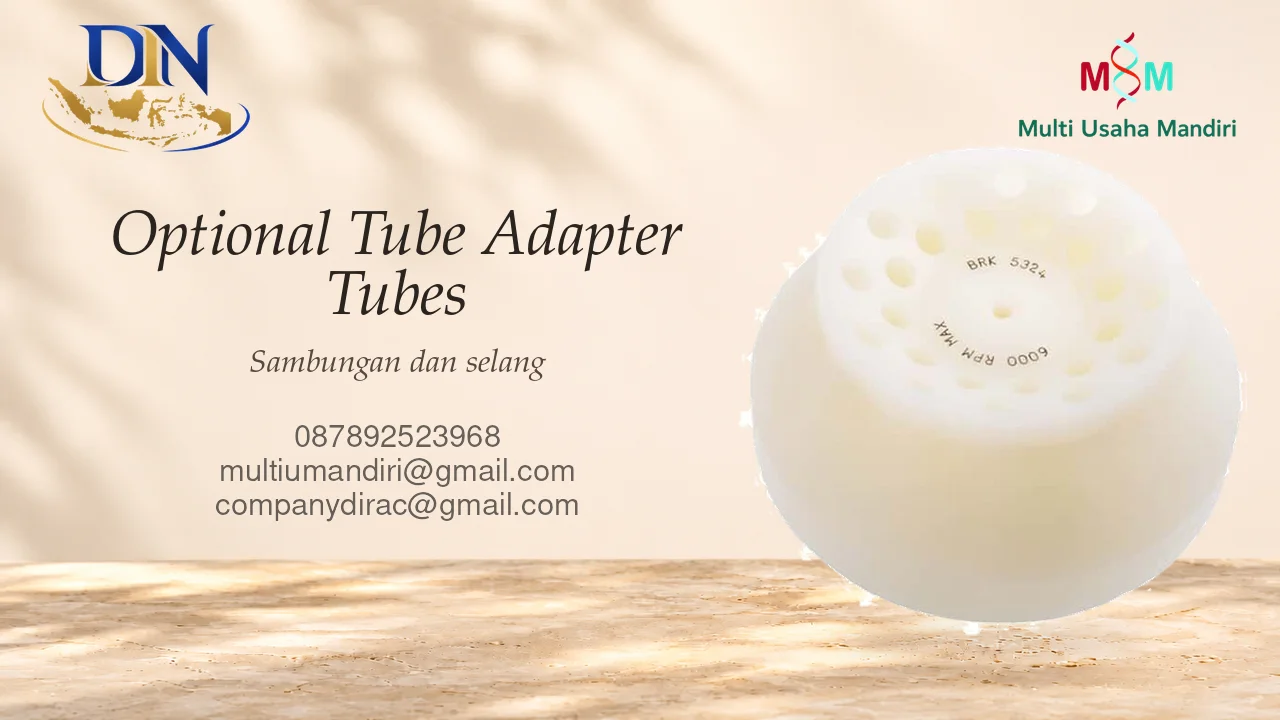 DIN
M M
Multi Usaha Mandiri
Optional Tube Adapter
Tubes
Sambungan dan selang
087892523968
multiumandiri@gmail.com
companydirac@gmail.com
BRK 5324
6000 RPM MAX